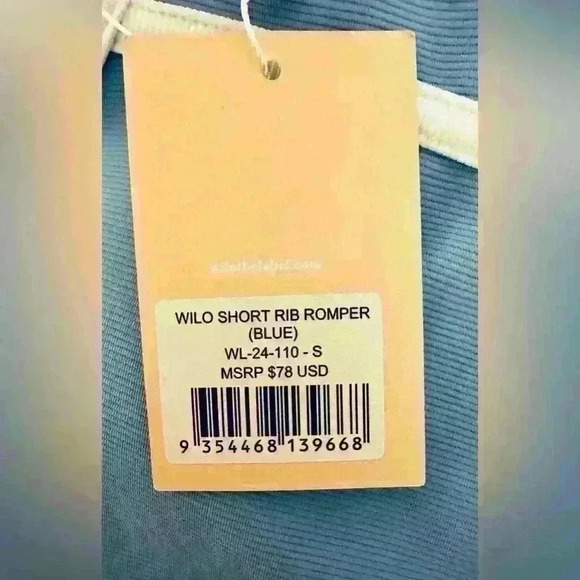 WILO SHORT RIB ROMPER
(BLUE)
WL-24-110 - S
MSRP $78 USD
9 354468 139668